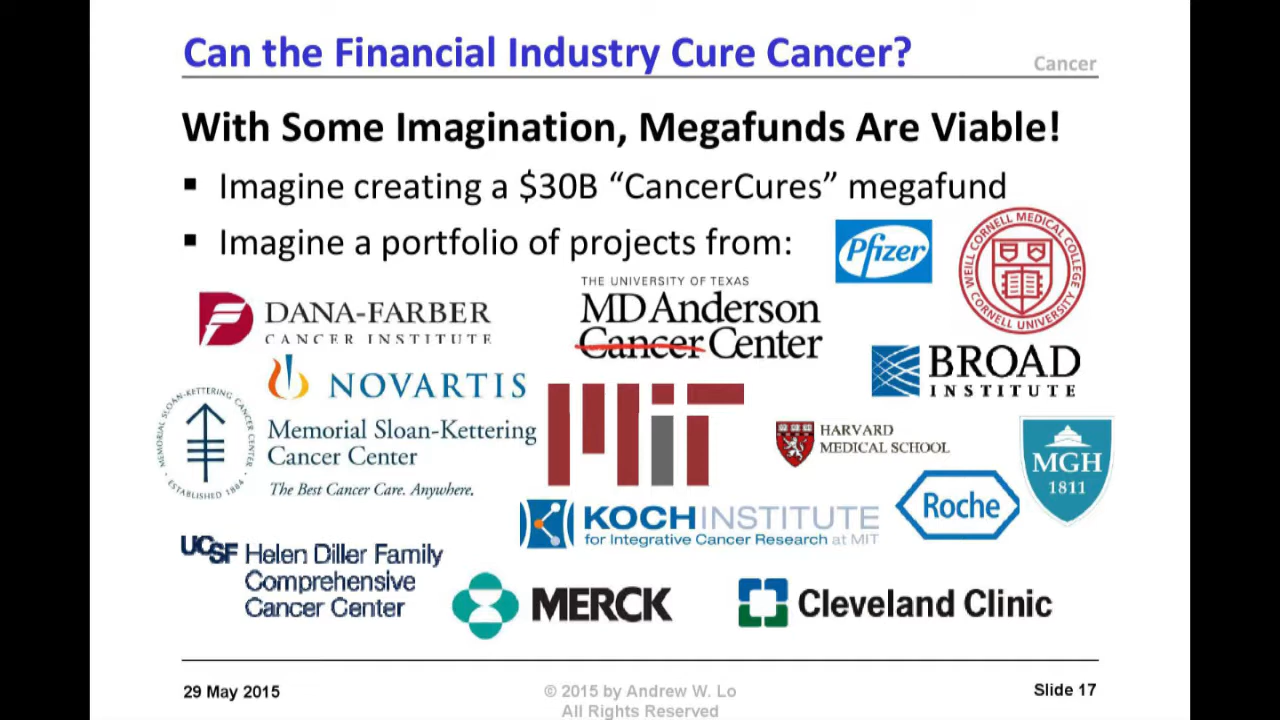 Can the Financial Industry Cure Cancer?
Cancer
With Some Imagination, Megafunds Are Viable!
▪ Imagine creating a $30B “CancerCures” megafund
▪ Imagine a portfolio of projects from:
Pfizer
WEILL CORNELL MEDICAL COLLEGE
CORNELL UNIVERSITY
THE UNIVERSITY OF TEXAS
MD Anderson
Cancer Center
DANA-FARBER
CANCER INSTITUTE
BROAD
INSTITUTE
NOVARTIS
MIT
MEMORIAL SLOAN-KETTERING CANCER CENTER
ESTABLISHED 1884
Memorial Sloan-Kettering
Cancer Center
The Best Cancer Care. Anywhere.
HARVARD
MEDICAL SCHOOL
MGH
1811
Roche
KOCH INSTITUTE
for Integrative Cancer Research at MIT
UCSF Helen Diller Family
Comprehensive
Cancer Center
MERCK
Cleveland Clinic
29 May 2015
© 2015 by Andrew W. Lo
All Rights Reserved
Slide 17